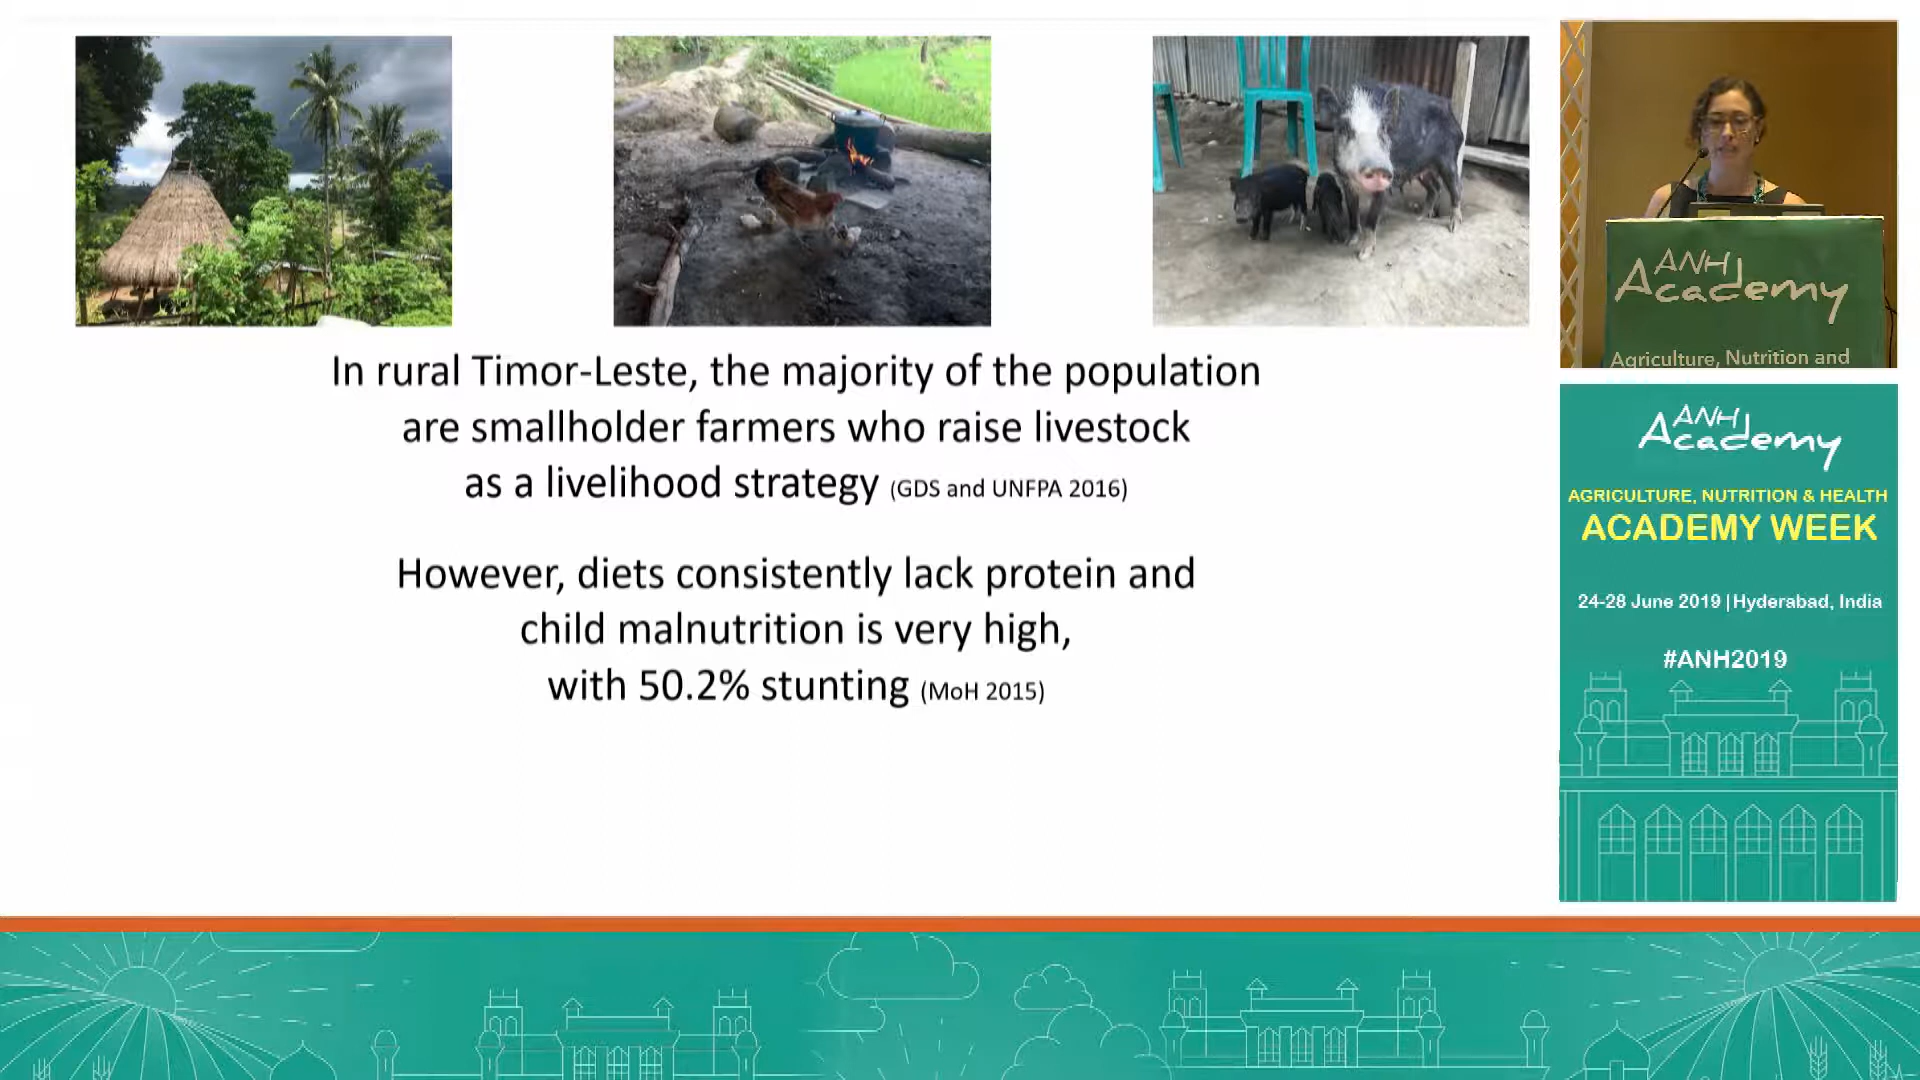 In rural Timor-Leste, the majority of the population
are smallholder farmers who raise livestock
as a livelihood strategy (GDS and UNFPA 2016)
However, diets consistently lack protein and
child malnutrition is very high,
with 50.2% stunting (MoH 2015)
ANH
Academy
Agriculture, Nutrition and
ANH
Academy
AGRICULTURE, NUTRITION & HEALTH
ACADEMY WEEK
24-28 June 2019 | Hyderabad, India
#ANH2019